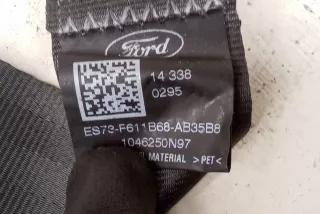 Ford
14 338
0295
ES73-F611B68-AB35B8
1046250N97
MATERIAL >PET<